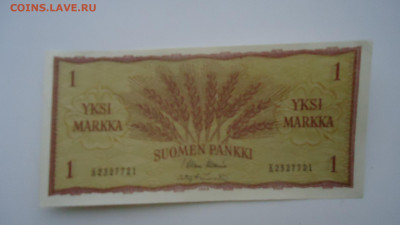 COINS.LAVE.RU
1 1
YKSI YKSI
MARKKA MARKKA
SUOMEN PANKKI
1 1